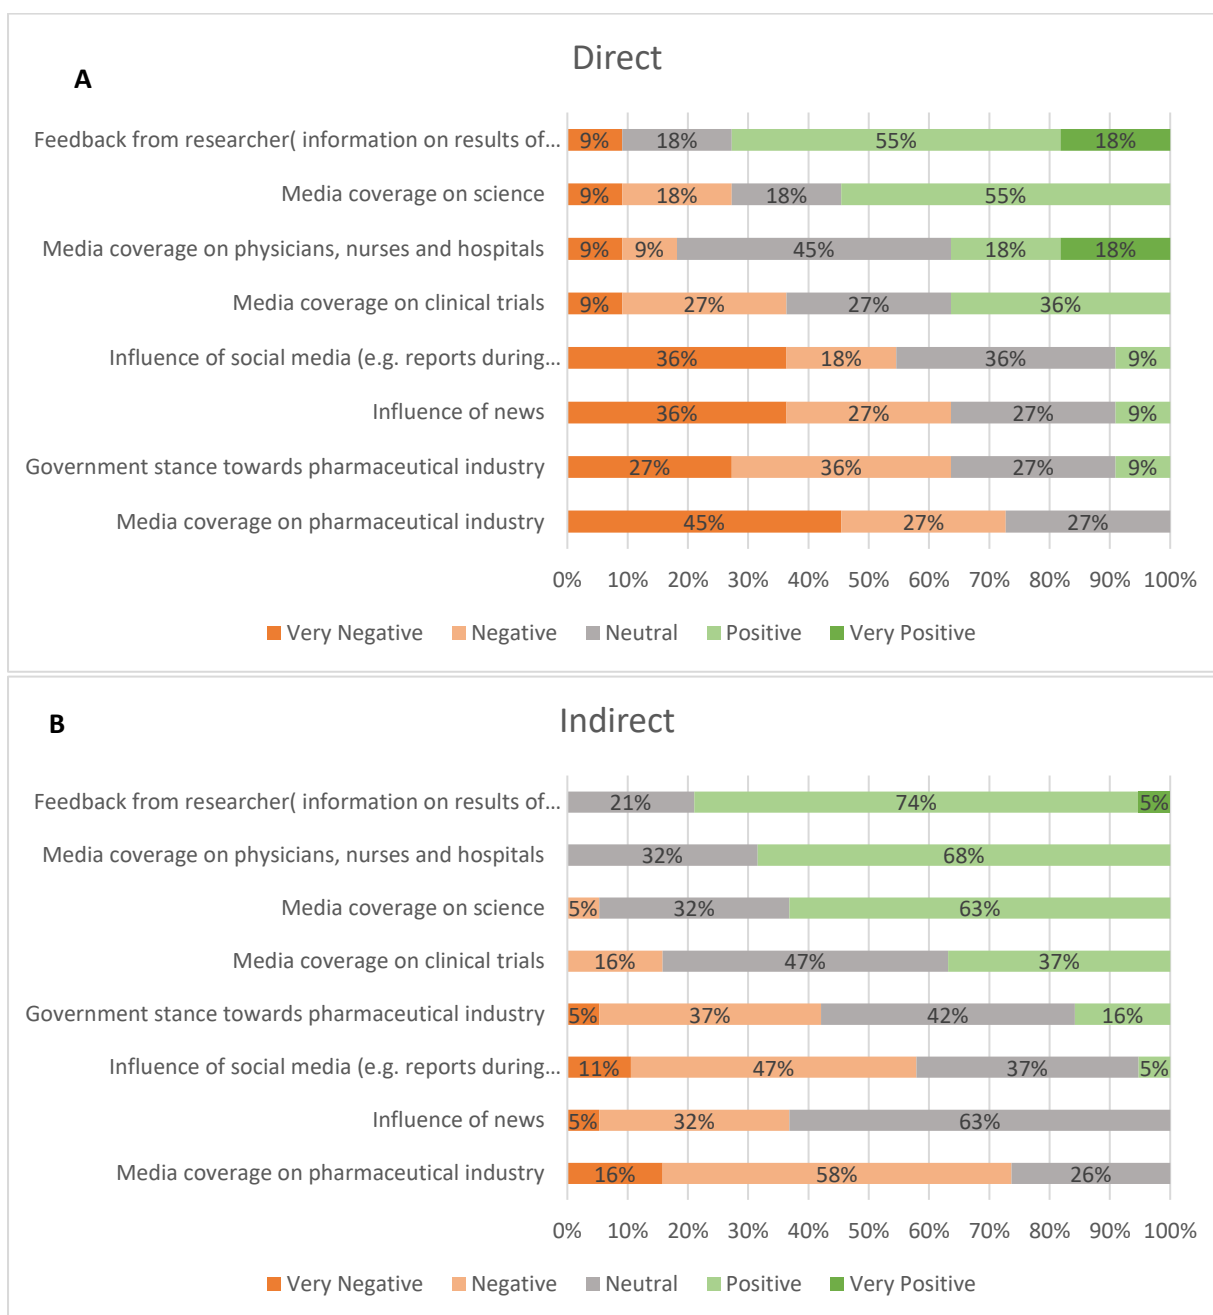 A
Direct
Feedback from researcher( information on results of... 9% 18% 55% 18%
Media coverage on science 9% 18% 18% 55%
Media coverage on physicians, nurses and hospitals 9% 9% 45% 18% 18%
Media coverage on clinical trials 9% 27% 27% 36%
Influence of social media (e.g. reports during... 36% 18% 36% 9%
Influence of news 36% 27% 27% 9%
Government stance towards pharmaceutical industry 27% 36% 27% 9%
Media coverage on pharmaceutical industry 45% 27% 27%
0% 10% 20% 30% 40% 50% 60% 70% 80% 90% 100%
Very Negative Negative Neutral Positive Very Positive
B
Indirect
Feedback from researcher( information on results of... 21% 74% 5%
Media coverage on physicians, nurses and hospitals 32% 68%
Media coverage on science 5% 32% 63%
Media coverage on clinical trials 16% 47% 37%
Government stance towards pharmaceutical industry 5% 37% 42% 16%
Influence of social media (e.g. reports during... 11% 47% 37% 5%
Influence of news 5% 32% 63%
Media coverage on pharmaceutical industry 16% 58% 26%
0% 10% 20% 30% 40% 50% 60% 70% 80% 90% 100%
Very Negative Negative Neutral Positive Very Positive